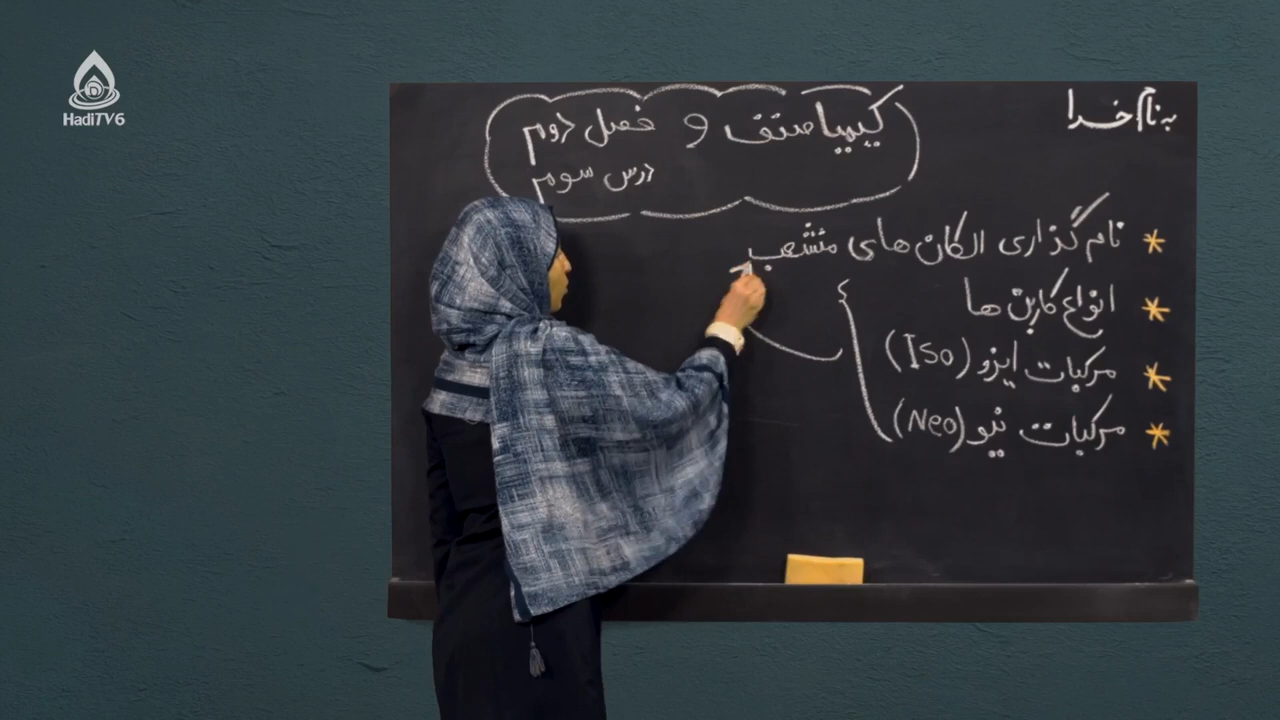 HadiTV6
به نام خدا
کیمیا صنف و فصل دوم
درس سوم
* نام گذاری الکان های منشعب
* انواع کاربن ها
* مرکبات ایزو (Iso)
* مرکبات نیو (Neo)